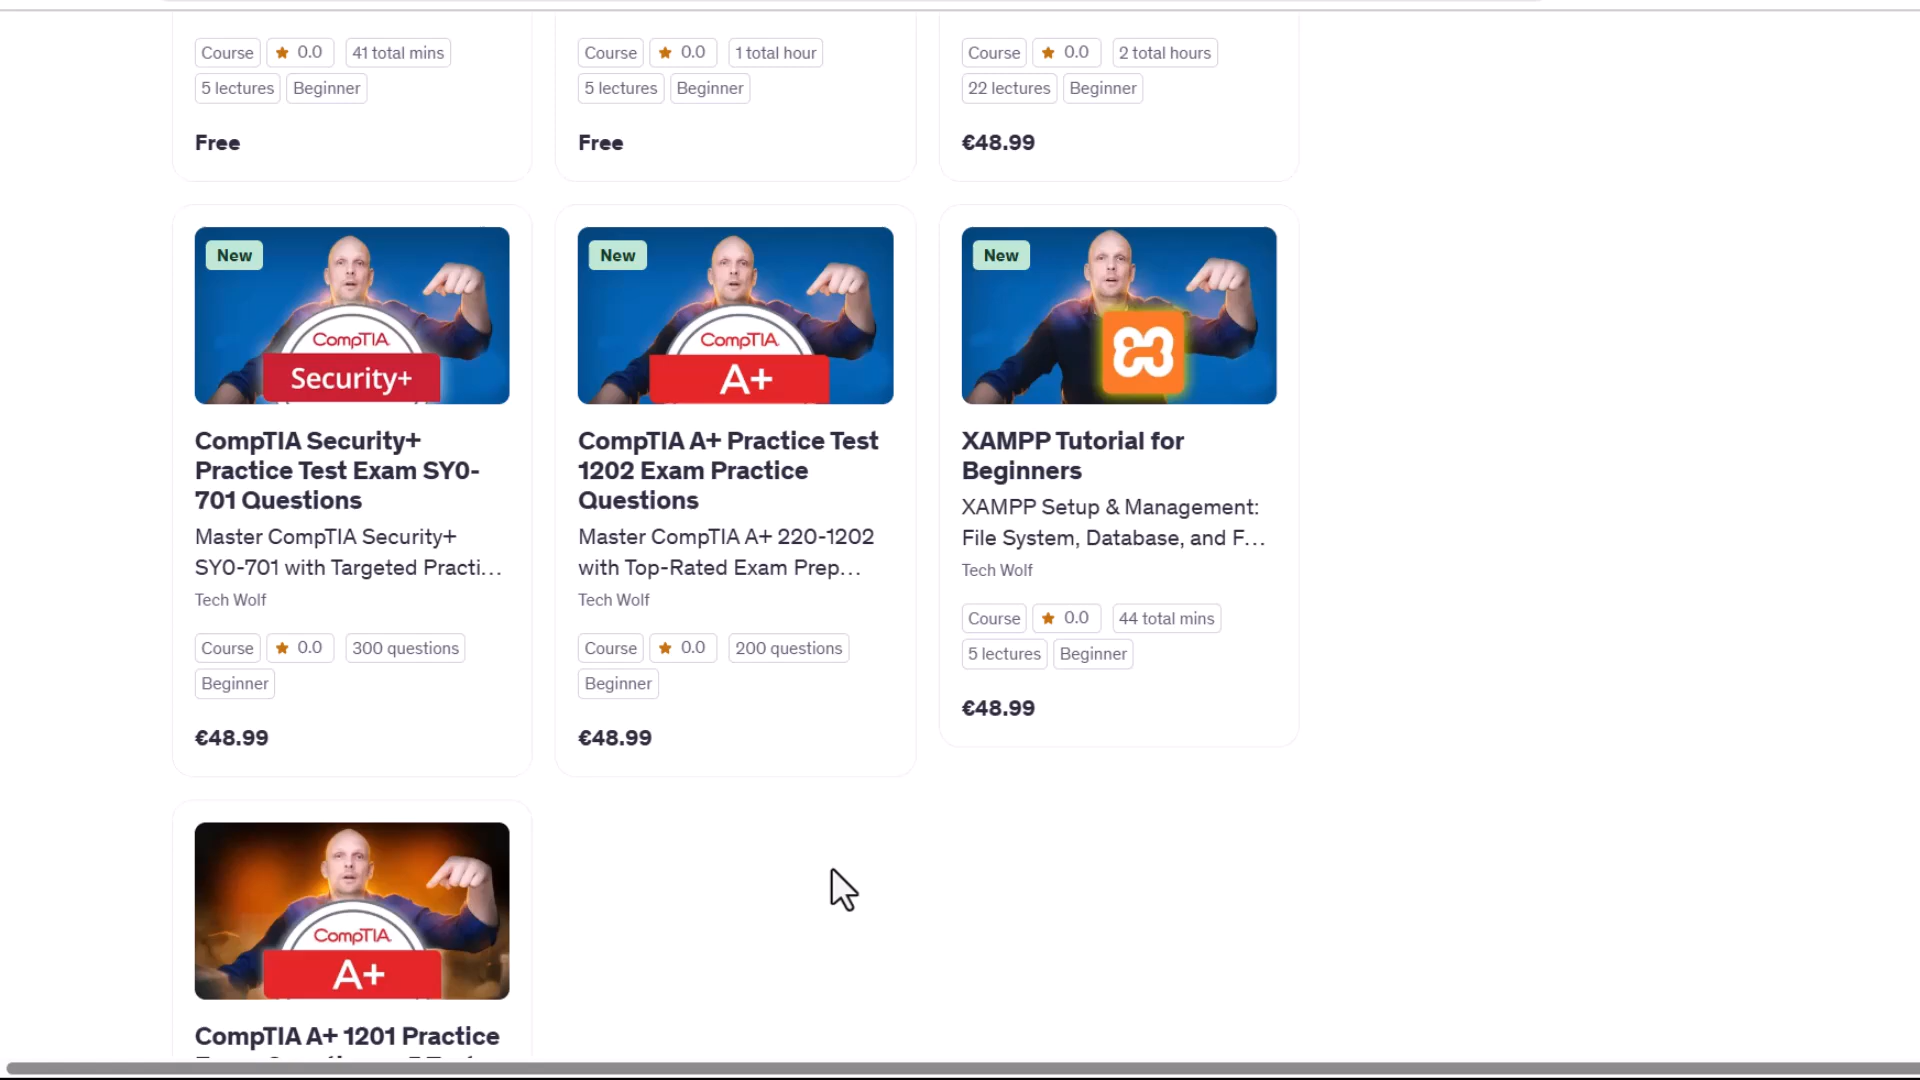 Course 0.0 41 total mins
5 lectures Beginner
Free
Course 0.0 1 total hour
5 lectures Beginner
Free
Course 0.0 2 total hours
22 lectures Beginner
€48.99
New
CompTIA
Security+
CompTIA Security+
Practice Test Exam SY0-
701 Questions
Master CompTIA Security+
SY0-701 with Targeted Practi...
Tech Wolf
Course 0.0 300 questions
Beginner
€48.99
New
CompTIA
A+
CompTIA A+ Practice Test
1202 Exam Practice
Questions
Master CompTIA A+ 220-1202
with Top-Rated Exam Prep...
Tech Wolf
Course 0.0 200 questions
Beginner
€48.99
New
XAMPP Tutorial for
Beginners
XAMPP Setup & Management:
File System, Database, and F...
Tech Wolf
Course 0.0 44 total mins
5 lectures Beginner
€48.99
CompTIA
A+
CompTIA A+ 1201 Practice